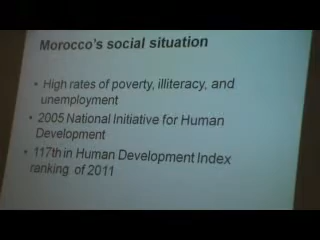 Morocco's social situation
• High rates of poverty, illiteracy, and
unemployment
• 2005 National Initiative for Human
Development
• 117th in Human Development Index
ranking of 2011